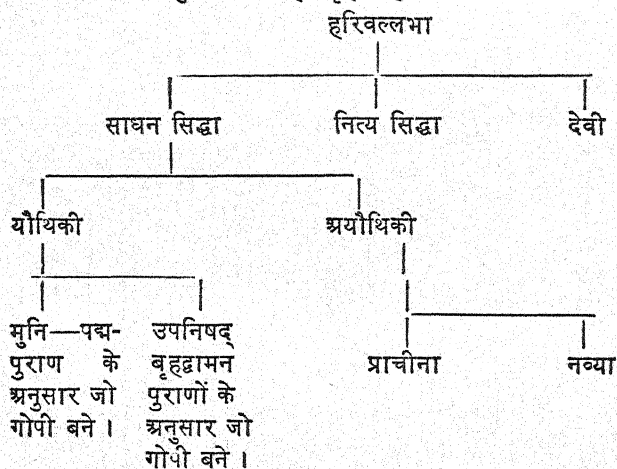 हरिवल्लभा
साधन सिद्धा नित्य सिद्धा देवी
यौथिकी अयौथिकी
मुनि—पद्म-
पुराण के
अनुसार जो
गोपी बने ।
उपनिषद्
बृहद्वामन
पुराणों के
अनुसार जो
गोपी बने ।
प्राचीना नव्या